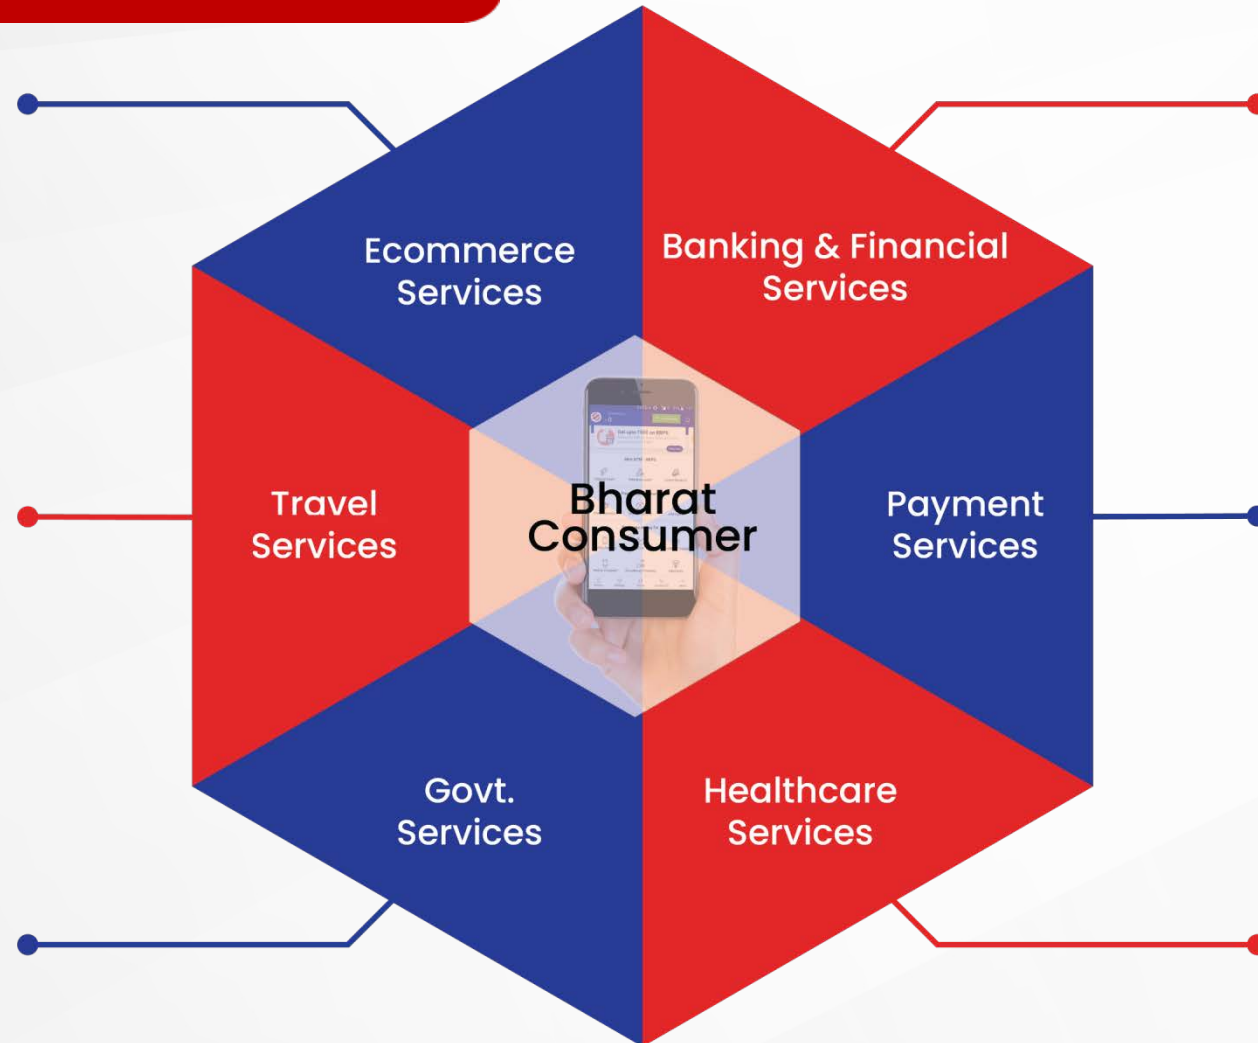 Ecommerce
Services
Banking & Financial
Services
Travel
Services
Bharat
Consumer
Payment
Services
Govt.
Services
Healthcare
Services